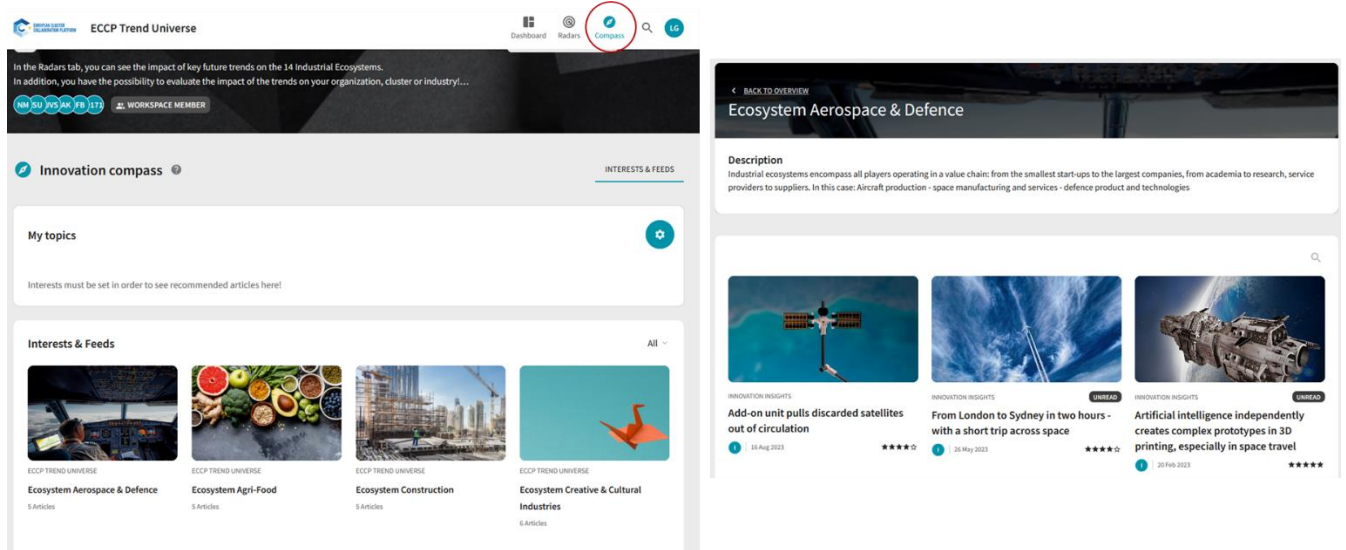 EUROPEAN CLUSTER
COLLABORATION PLATFORM
ECCP Trend Universe
Dashboard
Radars
Compass
LG
In the Radars tab, you can see the impact of key future trends on the 14 Industrial Ecosystems.
In addition, you have the possibility to evaluate the impact of the trends on your organization, cluster or industry!...
NM SU JVS AK FB 171
WORKSPACE MEMBER
Innovation compass
INTERESTS & FEEDS
My topics
Interests must be set in order to see recommended articles here!
Interests & Feeds
All
ECCP TREND UNIVERSE
Ecosystem Aerospace & Defence
5 Articles
ECCP TREND UNIVERSE
Ecosystem Agri-Food
5 Articles
ECCP TREND UNIVERSE
Ecosystem Construction
5 Articles
ECCP TREND UNIVERSE
Ecosystem Creative & Cultural
Industries
6 Articles
BACK TO OVERVIEW
Ecosystem Aerospace & Defence
Description
Industrial ecosystems encompass all players operating in a value chain: from the smallest start-ups to the largest companies, from academia to research, service
providers to suppliers. In this case: Aircraft production - space manufacturing and services - defence product and technologies
INNOVATION INSIGHTS
Add-on unit pulls discarded satellites
out of circulation
16 Aug 2023
INNOVATION INSIGHTS
UNREAD
From London to Sydney in two hours -
with a short trip across space
26 May 2023
INNOVATION INSIGHTS
UNREAD
Artificial intelligence independently
creates complex prototypes in 3D
printing, especially in space travel
20 Feb 2023